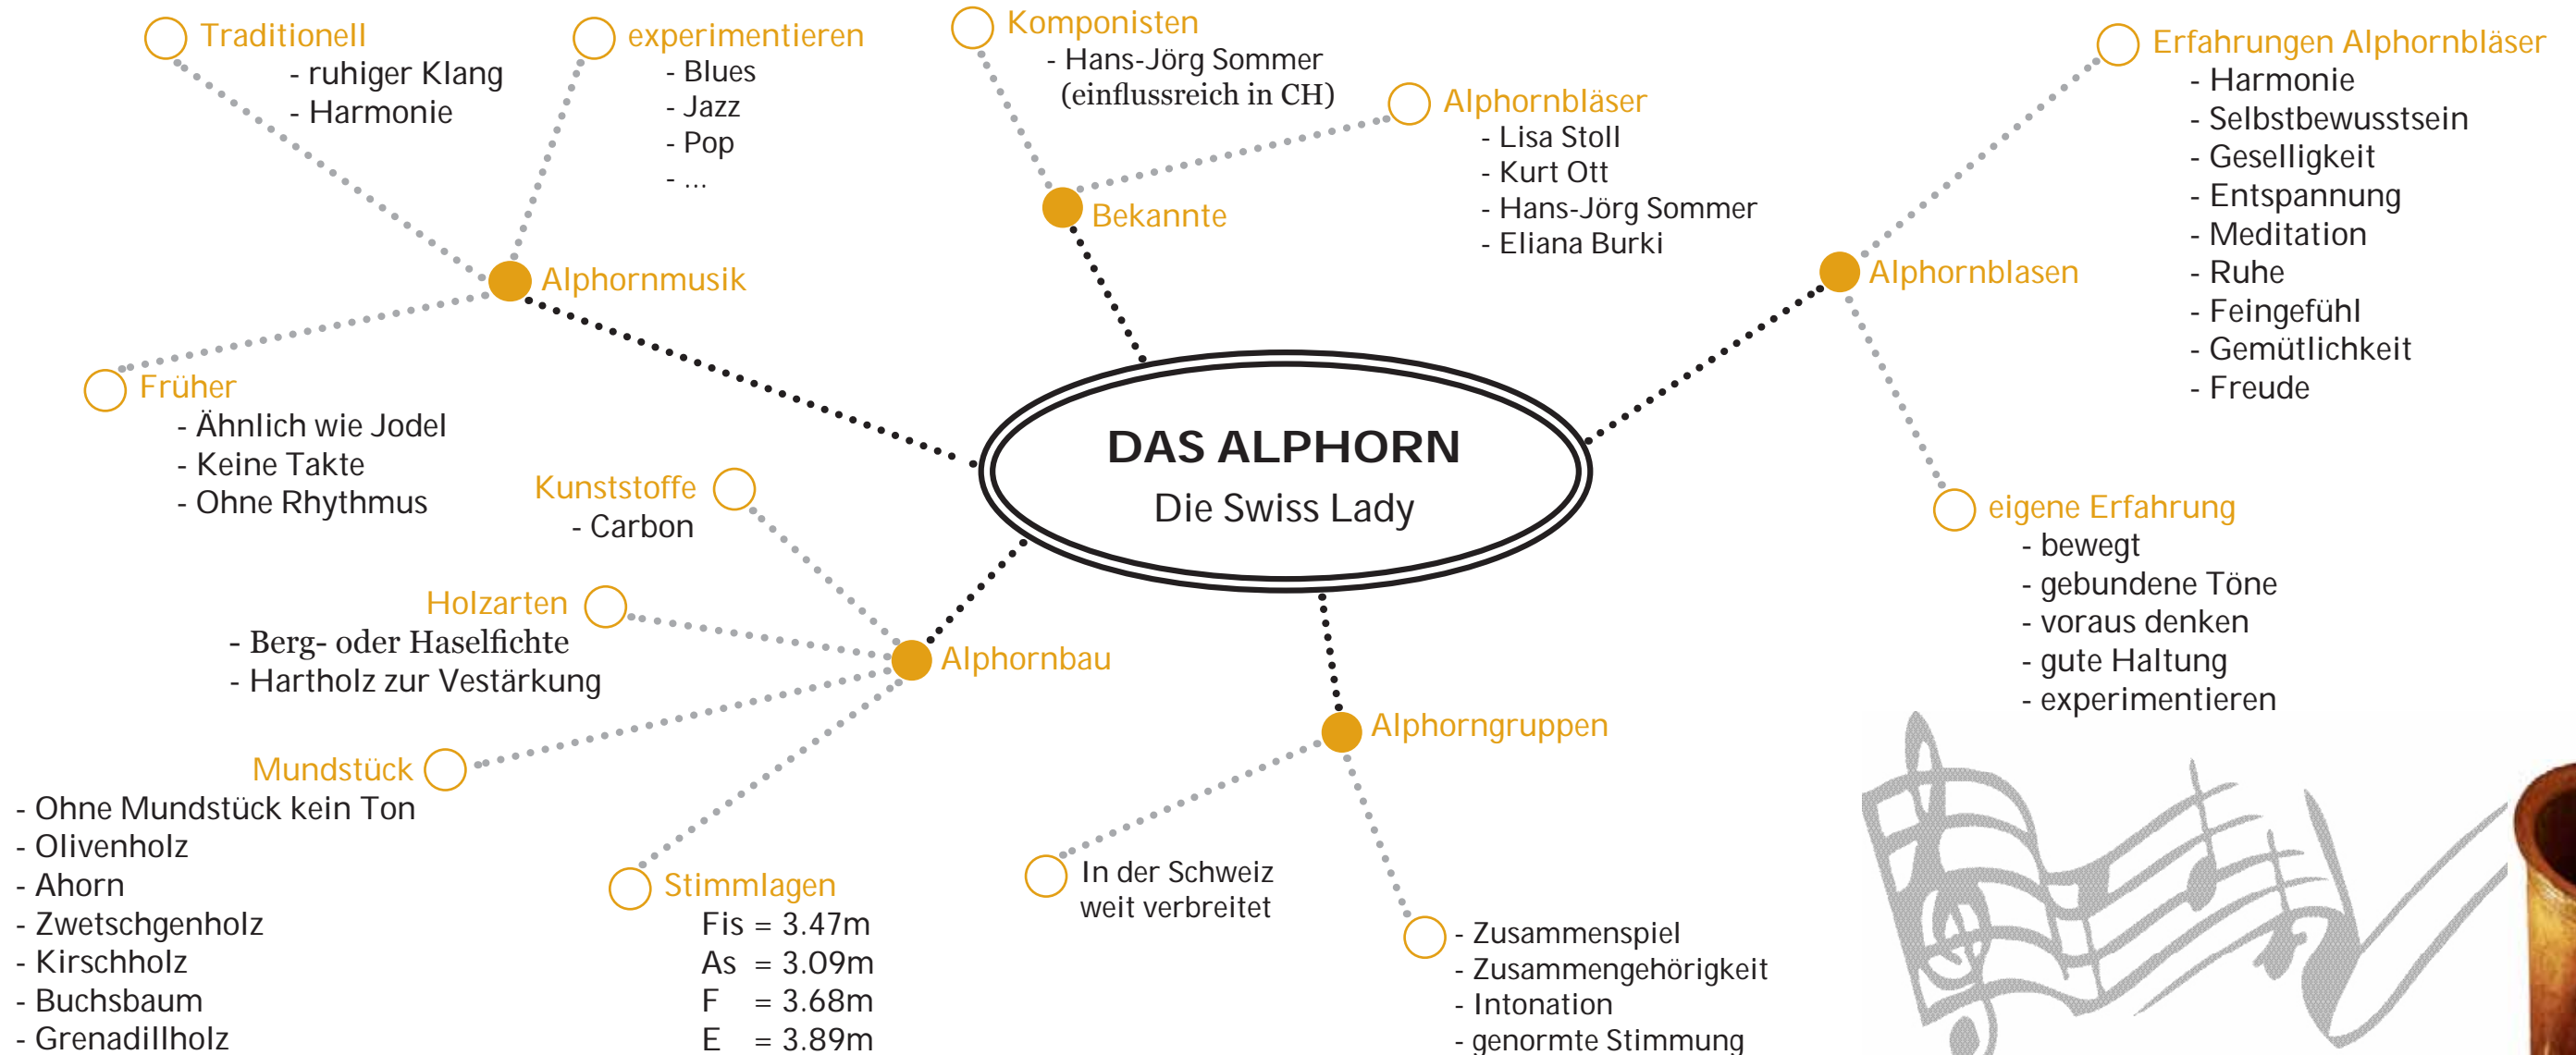 Traditionell
- ruhiger Klang
- Harmonie
experimentieren
- Blues
- Jazz
- Pop
- ...
Alphornmusik
Früher
- Ähnlich wie Jodel
- Keine Takte
- Ohne Rhythmus
Komponisten
- Hans-Jörg Sommer
(einflussreich in CH)
Alphornbläser
- Lisa Stoll
- Kurt Ott
- Hans-Jörg Sommer
- Eliana Burki
Bekannte
Erfahrungen Alphornbläser
- Harmonie
- Selbstbewusstsein
- Geselligkeit
- Entspannung
- Meditation
- Ruhe
- Feingefühl
- Gemütlichkeit
- Freude
Alphornblasen
eigene Erfahrung
- bewegt
- gebundene Töne
- voraus denken
- gute Haltung
- experimentieren
DAS ALPHORN
Die Swiss Lady
Kunststoffe
- Carbon
Holzarten
- Berg- oder Haselfichte
- Hartholz zur Vestärkung
Alphornbau
Mundstück
- Ohne Mundstück kein Ton
- Olivenholz
- Ahorn
- Zwetschgenholz
- Kirschholz
- Buchsbaum
- Grenadillholz
Stimmlagen
Fis = 3.47m
As = 3.09m
F = 3.68m
E = 3.89m
Alphorngruppen
In der Schweiz
weit verbreitet
- Zusammenspiel
- Zusammengehörigkeit
- Intonation
- genormte Stimmung